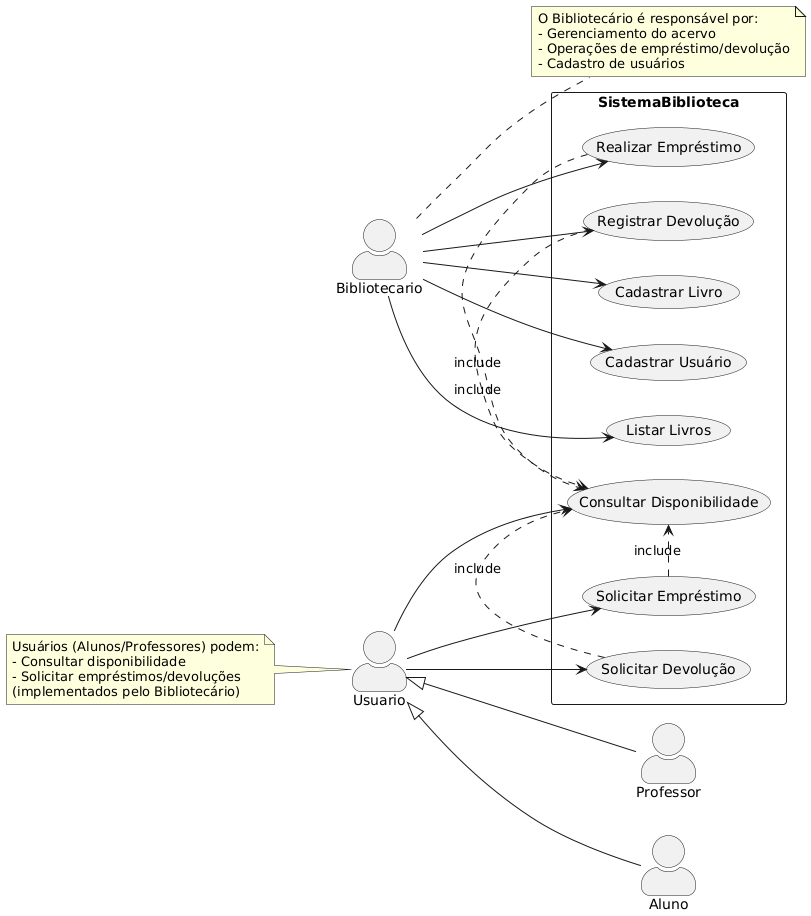 O Bibliotecário é responsável por:
- Gerenciamento do acervo
- Operações de empréstimo/devolução
- Cadastro de usuários
SistemaBiblioteca
Realizar Empréstimo
Registrar Devolução
Cadastrar Livro
Bibliotecario
Cadastrar Usuário
include
include
Listar Livros
Consultar Disponibilidade
include
include
Solicitar Empréstimo
Usuários (Alunos/Professores) podem:
- Consultar disponibilidade
- Solicitar empréstimos/devoluções
(implementados pelo Bibliotecário)
Solicitar Devolução
Usuario
Professor
Aluno